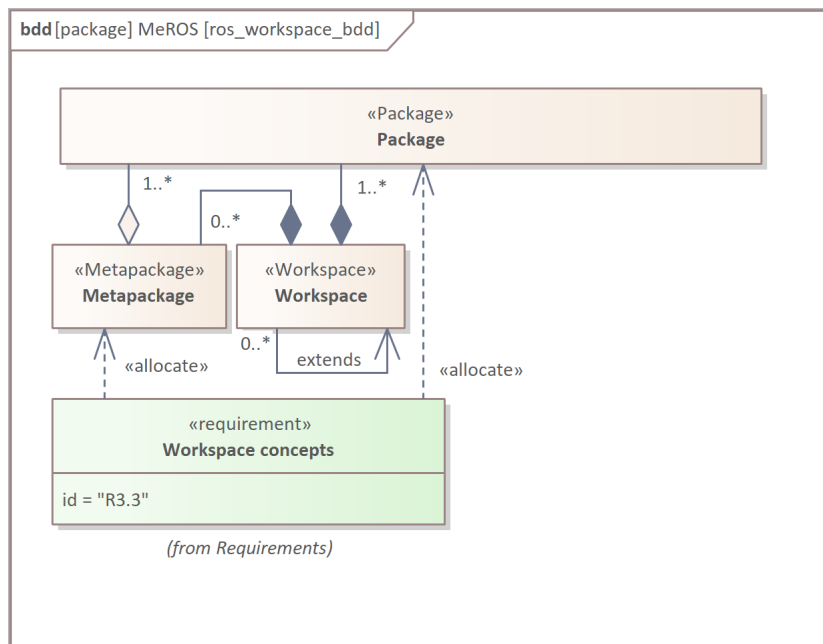 bdd [package] MeROS [ros_workspace_bdd]
«Package»
Package
1..*
1..*
0..*
«Metapackage»
Metapackage
«Workspace»
Workspace
0..*
extends
«allocate»
«allocate»
«requirement»
Workspace concepts
id = "R3.3"
(from Requirements)